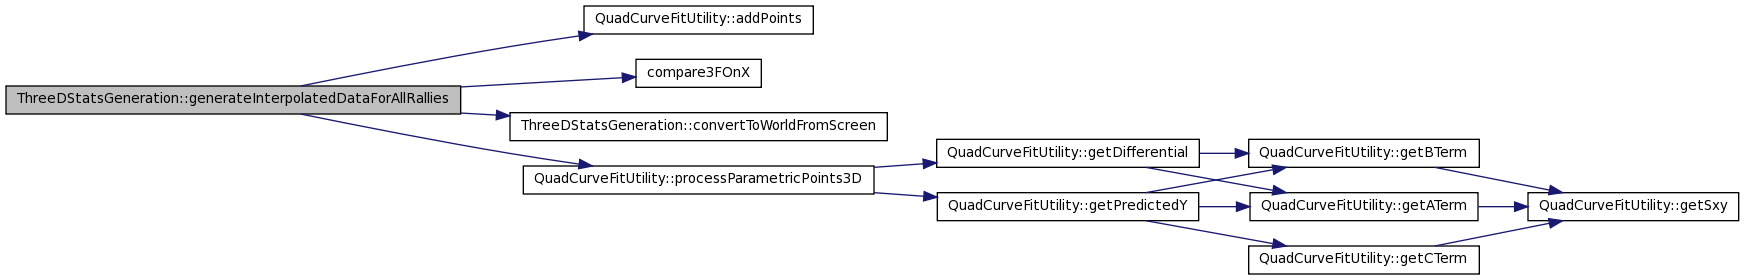 QuadCurveFitUtility::addPoints
compare3FOnX
ThreeDStatsGeneration::generateInterpolatedDataForAllRallies
ThreeDStatsGeneration::convertToWorldFromScreen
QuadCurveFitUtility::processParametricPoints3D
QuadCurveFitUtility::getDifferential
QuadCurveFitUtility::getBTerm
QuadCurveFitUtility::getPredictedY
QuadCurveFitUtility::getATerm
QuadCurveFitUtility::getSxy
QuadCurveFitUtility::getCTerm